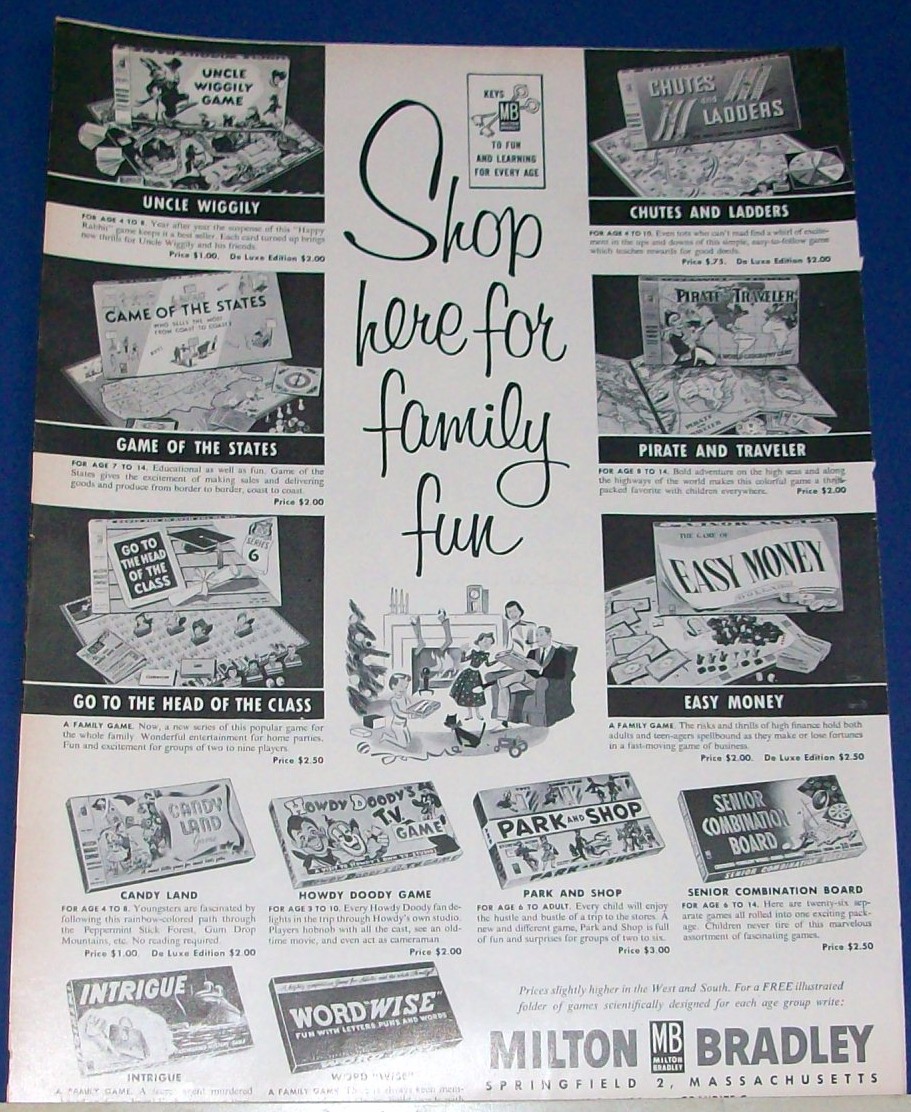 UNCLE
WIGGILY
GAME
UNCLE WIGGILY
FOR AGE 4 TO 8. Year after year the suspense of this "Happy
Rabbit" game keeps it a best seller. Each card turned up brings
new thrills for Uncle Wiggily and his friends.
Price $1.00. De Luxe Edition $2.00
GAME OF THE STATES
WHO SELLS THE MOST
FROM COAST TO COAST?
GAME OF THE STATES
FOR AGE 7 TO 14. Educational as well as fun. Game of the
States gives the excitement of making sales and delivering
goods and produce from border to border, coast to coast.
Price $2.00
GO TO
THE HEAD
OF THE
CLASS
SERIES
6
GO TO THE HEAD OF THE CLASS
A FAMILY GAME. Now, a new series of this popular game for
the whole family. Wonderful entertainment for home parties.
Fun and excitement for groups of two to nine players.
Price $2.50
KEYS
MB
MILTON
BRADLEY
TO FUN
AND LEARNING
FOR EVERY AGE
Shop
here for
family
fun
CHUTES
AND
LADDERS
CHUTES AND LADDERS
FOR AGE 4 TO 10. Even tots who can't read find a whirl of excite-
ment in the ups and downs of this simple, easy-to-follow game
which teaches rewards for good deeds.
Price $.75. De Luxe Edition $2.00
PIRATE AND TRAVELER
A WORLD GEOGRAPHY GAME
PIRATE AND
TRAVELER
PIRATE AND TRAVELER
FOR AGE 8 TO 14. Bold adventure on the high seas and along
the highways of the world makes this colorful game a thrill-
packed favorite with children everywhere. Price $2.00
THE GAME OF
EASY MONEY
EASY MONEY
A FAMILY GAME. The risks and thrills of high finance hold both
adults and teen-agers spellbound as they make or lose fortunes
in a fast-moving game of business.
Price $2.00. De Luxe Edition $2.50
CANDY
LAND
Game
CANDY LAND
FOR AGE 4 TO 8. Youngsters are fascinated by
following this rainbow-colored path through
the Peppermint Stick Forest, Gum Drop
Mountains, etc. No reading required.
Price $1.00. De Luxe Edition $2.00
HOWDY DOODY'S
T.V. GAME
HOWDY DOODY GAME
FOR AGE 3 TO 10. Every Howdy Doody fan de-
lights in the trip through Howdy's own studio.
Players hobnob with all the cast, see an old-
time movie, and even act as cameraman
Price $2.00
PARK AND SHOP
PARK AND SHOP
PARK AND SHOP
FOR AGE 6 TO ADULT. Every child will enjoy
the hustle and bustle of a trip to the stores. A
new and different game, Park and Shop is full
of fun and surprises for groups of two to six.
Price $3.00
SENIOR
COMBINATION
BOARD
SENIOR COMBINATION BOARD
SENIOR COMBINATION BOARD
FOR AGE 6 TO 14. Here are twenty-six sep-
arate games all rolled into one exciting pack-
age. Children never tire of this marvelous
assortment of fascinating games.
Price $2.50
INTRIGUE
INTRIGUE
A FAMILY GAME. A agent murdered
WORD "WISE"
FUN WITH LETTERS, PUNS AND WORDS
WORD "WISE"
A FAMILY GAME.
Prices slightly higher in the West and South. For a FREE illustrated
folder of games scientifically designed for each age group write:
MILTON MB BRADLEY
MILTON
BRADLEY
SPRINGFIELD 2, MASSACHUSETTS